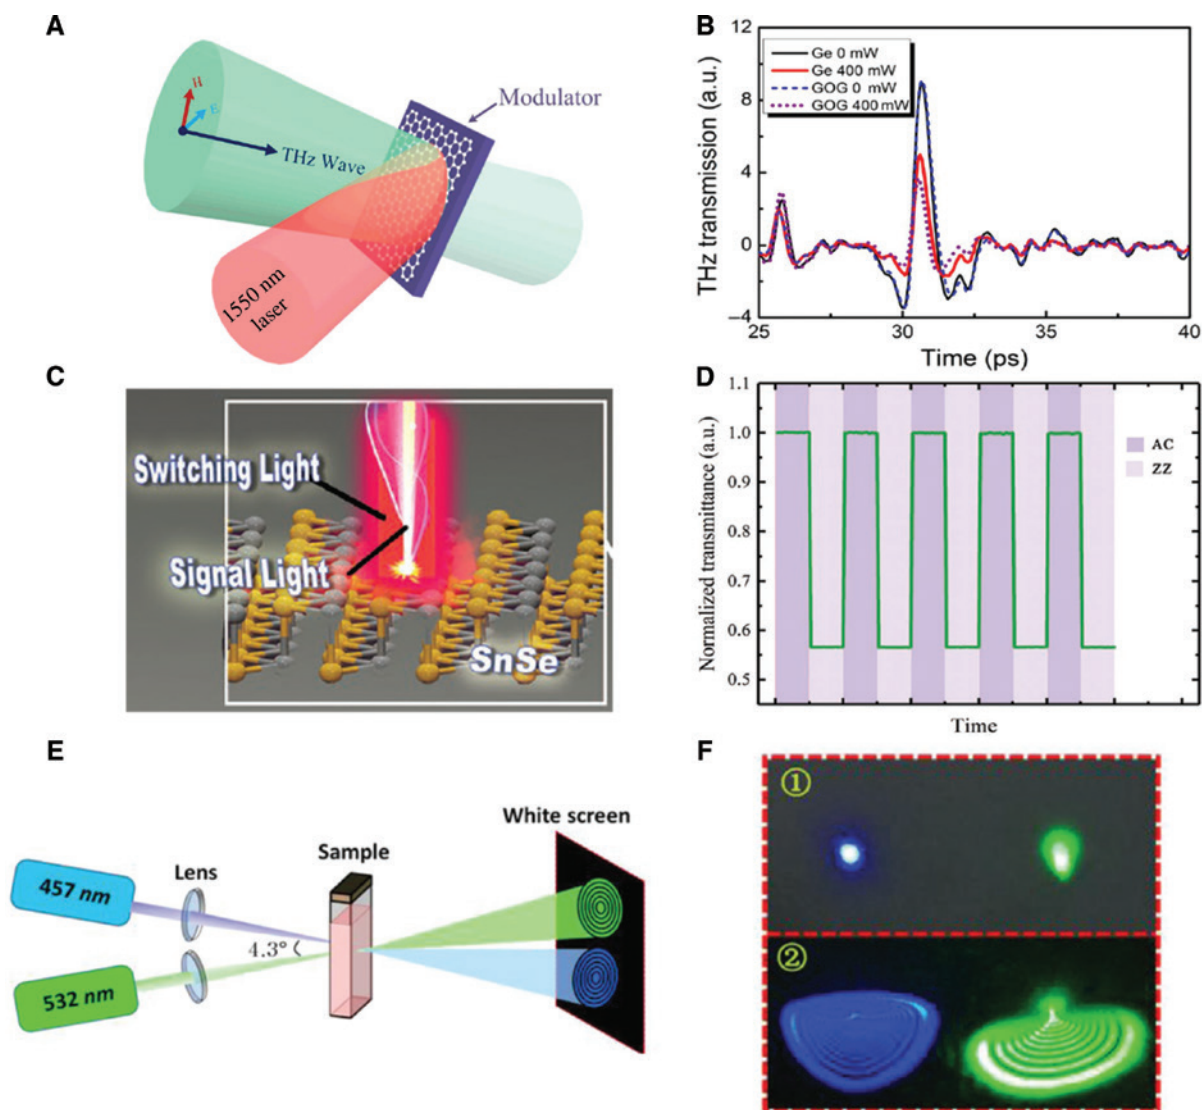 A
H
E
THz Wave
Modulator
1550 nm
laser
B
THz transmission (a.u.)
12
8
4
0
–4
Ge 0 mW
Ge 400 mW
GOG 0 mW
GOG 400 mW
25
30
35
40
Time (ps)
C
Switching Light
Signal Light
SnSe
D
Normalized transmittance (a.u.)
1.1
1.0
0.9
0.8
0.7
0.6
0.5
AC
ZZ
Time
E
457 nm
532 nm
Lens
4.3°
Sample
White screen
F
①
②